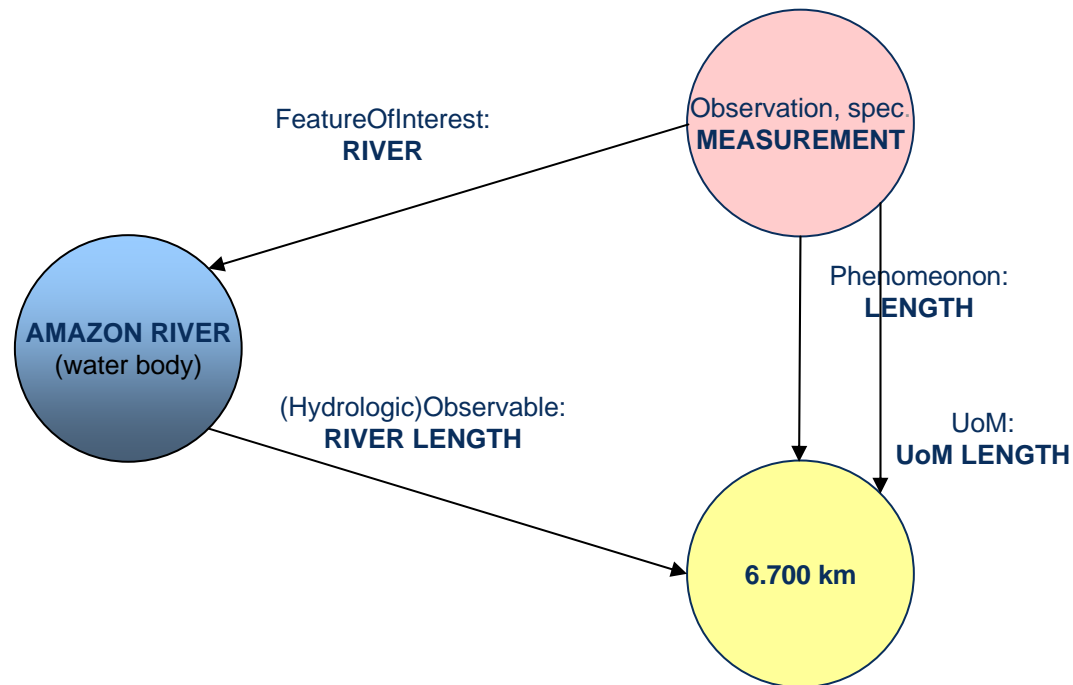 Observation, spec.
MEASUREMENT
FeatureOfInterest:
RIVER
Phenomeonon:
LENGTH
AMAZON RIVER
(water body)
(Hydrologic)Observable:
RIVER LENGTH
UoM:
UoM LENGTH
6.700 km